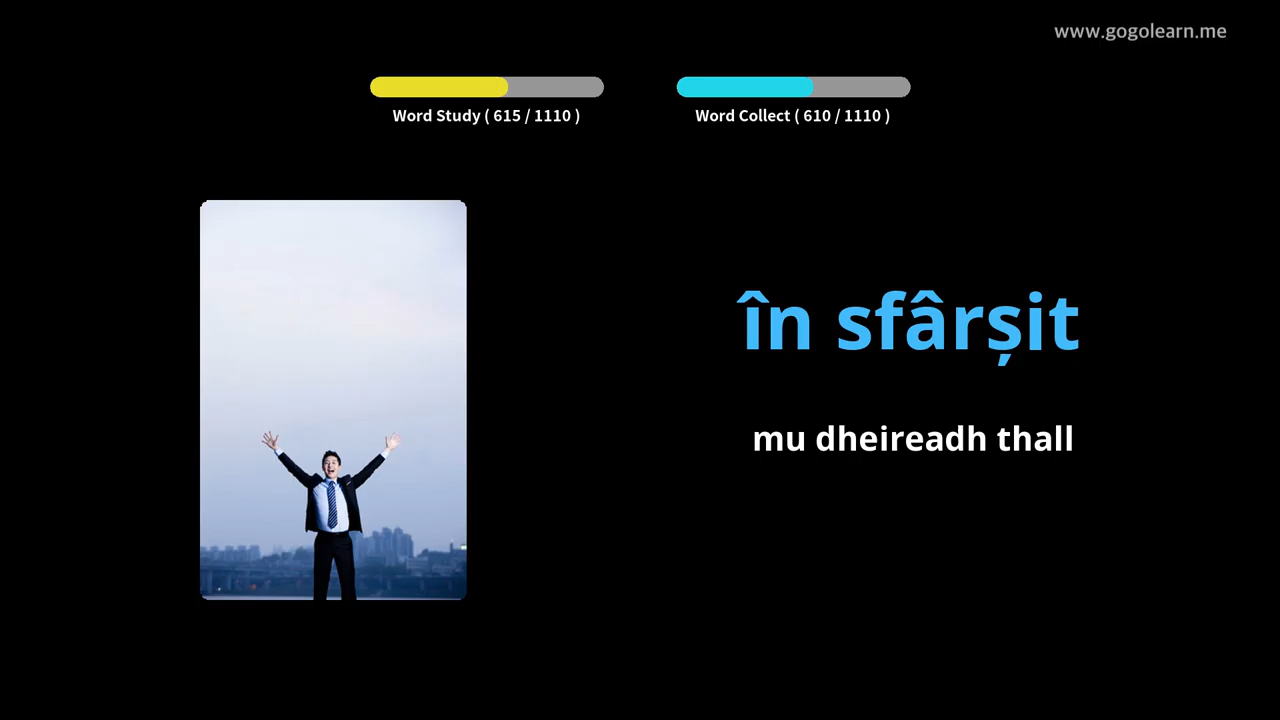 www.gogolearn.me
Word Study ( 615 / 1110 )
Word Collect ( 610 / 1110 )
în sfârșit
mu dheireadh thall